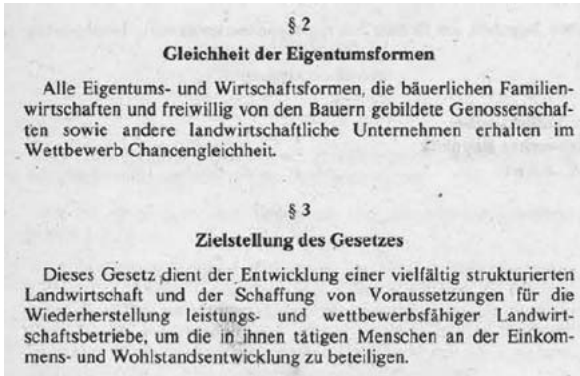 § 2
Gleichheit der Eigentumsformen
Alle Eigentums- und Wirtschaftsformen, die bäuerlichen Familien-
wirtschaften und freiwillig von den Bauern gebildete Genossenschaf-
ten sowie andere landwirtschaftliche Unternehmen erhalten im
Wettbewerb Chancengleichheit.
§ 3
Zielstellung des Gesetzes
Dieses Gesetz dient der Entwicklung einer vielfältig strukturierten
Landwirtschaft und der Schaffung von Voraussetzungen für die
Wiederherstellung leistungs- und wettbewerbsfähiger Landwirt-
schaftsbetriebe, um die in ihnen tätigen Menschen an der Einkom-
mens- und Wohlstandsentwicklung zu beteiligen.